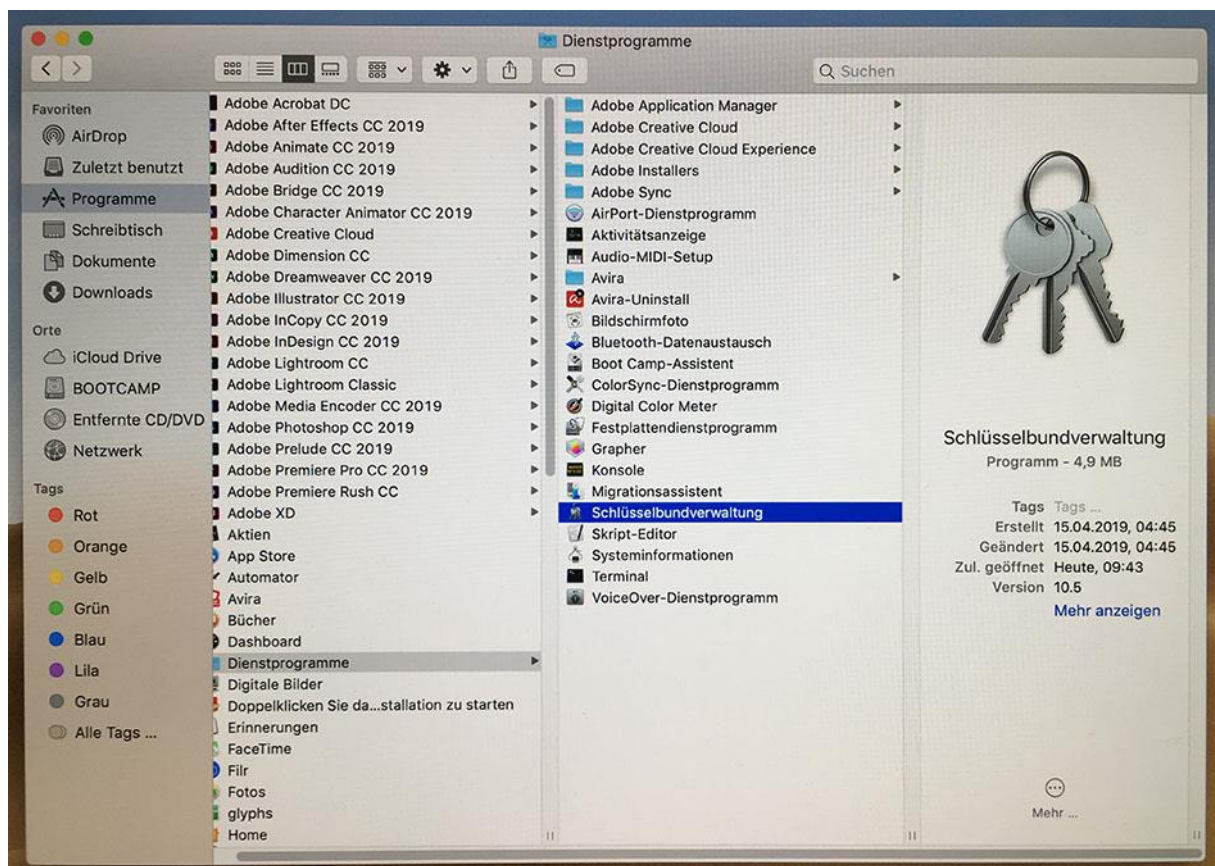 Dienstprogramme
Suchen
Favoriten
AirDrop
Zuletzt benutzt
Programme
Schreibtisch
Dokumente
Downloads
Orte
iCloud Drive
BOOTCAMP
Entfernte CD/DVD
Netzwerk
Tags
Rot
Orange
Gelb
Grün
Blau
Lila
Grau
Alle Tags ...
Adobe Acrobat DC
Adobe After Effects CC 2019
Adobe Animate CC 2019
Adobe Audition CC 2019
Adobe Bridge CC 2019
Adobe Character Animator CC 2019
Adobe Creative Cloud
Adobe Dimension CC
Adobe Dreamweaver CC 2019
Adobe Illustrator CC 2019
Adobe InCopy CC 2019
Adobe InDesign CC 2019
Adobe Lightroom CC
Adobe Lightroom Classic
Adobe Media Encoder CC 2019
Adobe Photoshop CC 2019
Adobe Prelude CC 2019
Adobe Premiere Pro CC 2019
Adobe Premiere Rush CC
Adobe XD
Aktien
App Store
Automator
Avira
Bücher
Dashboard
Dienstprogramme
Digitale Bilder
Doppelklicken Sie da...stallation zu starten
Erinnerungen
FaceTime
Filr
Fotos
glyphs
Home
Adobe Application Manager
Adobe Creative Cloud
Adobe Creative Cloud Experience
Adobe Installers
Adobe Sync
AirPort-Dienstprogramm
Aktivitätsanzeige
Audio-MIDI-Setup
Avira
Avira-Uninstall
Bildschirmfoto
Bluetooth-Datenaustausch
Boot Camp-Assistent
ColorSync-Dienstprogramm
Digital Color Meter
Festplattendienstprogramm
Grapher
Konsole
Migrationsassistent
Schlüsselbundverwaltung
Skript-Editor
Systeminformationen
Terminal
VoiceOver-Dienstprogramm
Schlüsselbundverwaltung
Programm - 4,9 MB
Tags Tags ...
Erstellt 15.04.2019, 04:45
Geändert 15.04.2019, 04:45
Zul. geöffnet Heute, 09:43
Version 10.5
Mehr anzeigen
Mehr ...